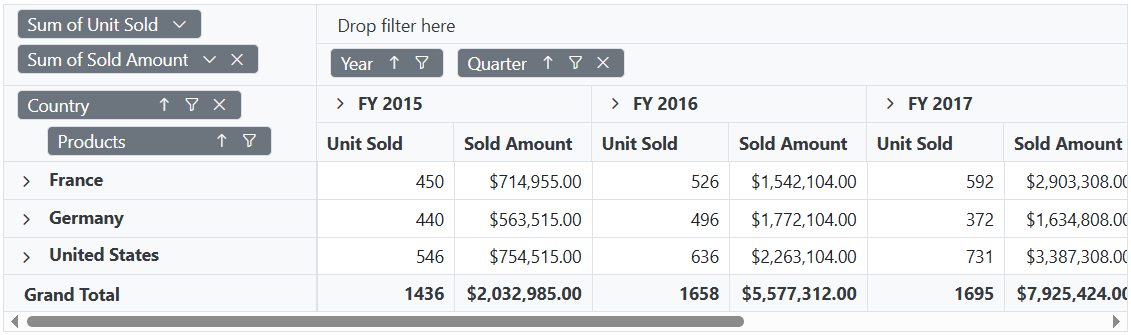 Sum of Unit Sold
Drop filter here
Sum of Sold Amount
Year Quarter
Country
FY 2015 FY 2016 FY 2017
Products
Unit Sold Sold Amount Unit Sold Sold Amount Unit Sold Sold Amount
France 450 $714,955.00 526 $1,542,104.00 592 $2,903,308.0
Germany 440 $563,515.00 496 $1,772,104.00 372 $1,634,808.0
United States 546 $754,515.00 636 $2,263,104.00 731 $3,387,308.0
Grand Total 1436 $2,032,985.00 1658 $5,577,312.00 1695 $7,925,424.0